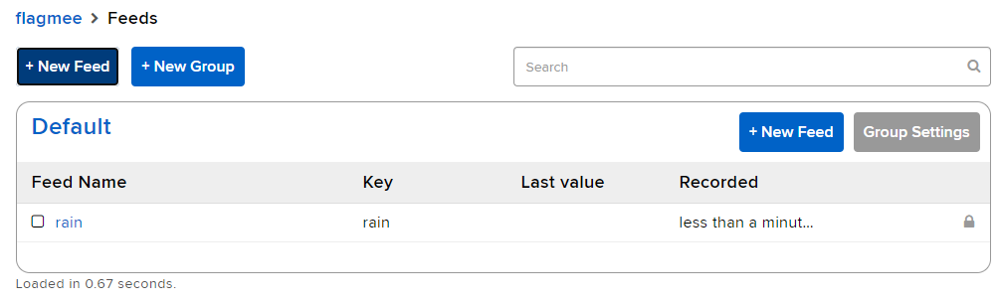 flagmee > Feeds
+ New Feed + New Group Search
Default + New Feed Group Settings
Feed Name Key Last value Recorded
rain rain less than a minut...
Loaded in 0.67 seconds.